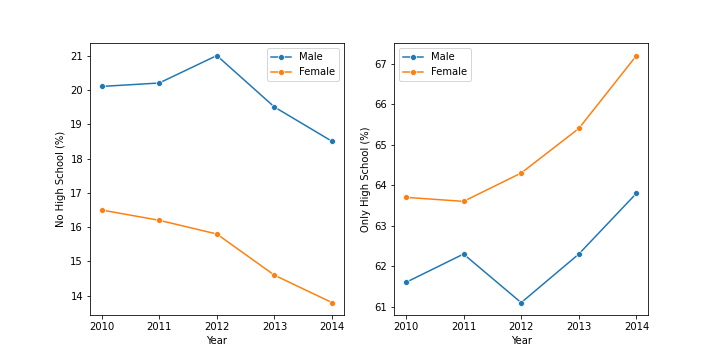 No High School (%)
21
20
19
18
17
16
15
14
Male
Female
2010 2011 2012 2013 2014
Year
Only High School (%)
67
66
65
64
63
62
61
Male
Female
2010 2011 2012 2013 2014
Year